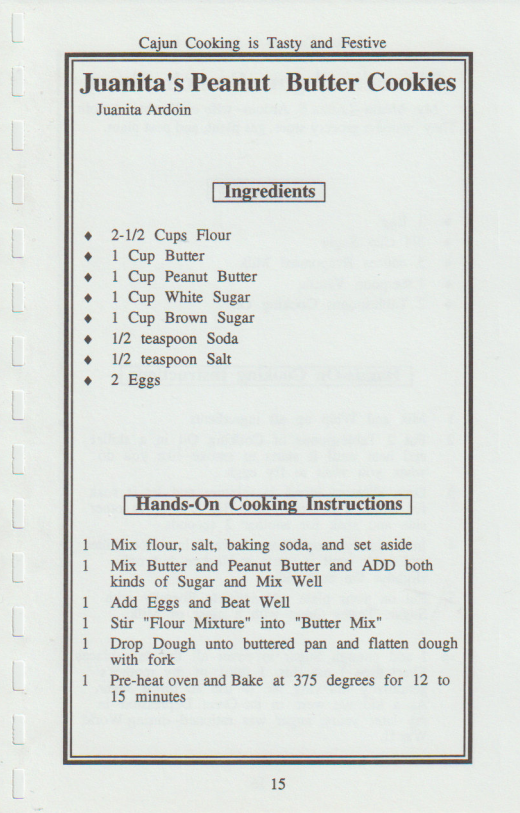 Cajun Cooking is Tasty and Festive
Juanita's Peanut Butter Cookies
Juanita Ardoin
Ingredients
♦ 2-1/2 Cups Flour
♦ 1 Cup Butter
♦ 1 Cup Peanut Butter
♦ 1 Cup White Sugar
♦ 1 Cup Brown Sugar
♦ 1/2 teaspoon Soda
♦ 1/2 teaspoon Salt
♦ 2 Eggs
Hands-On Cooking Instructions
1 Mix flour, salt, baking soda, and set aside
1 Mix Butter and Peanut Butter and ADD both
kinds of Sugar and Mix Well
1 Add Eggs and Beat Well
1 Stir "Flour Mixture" into "Butter Mix"
1 Drop Dough unto buttered pan and flatten dough
with fork
1 Pre-heat oven and Bake at 375 degrees for 12 to
15 minutes
15